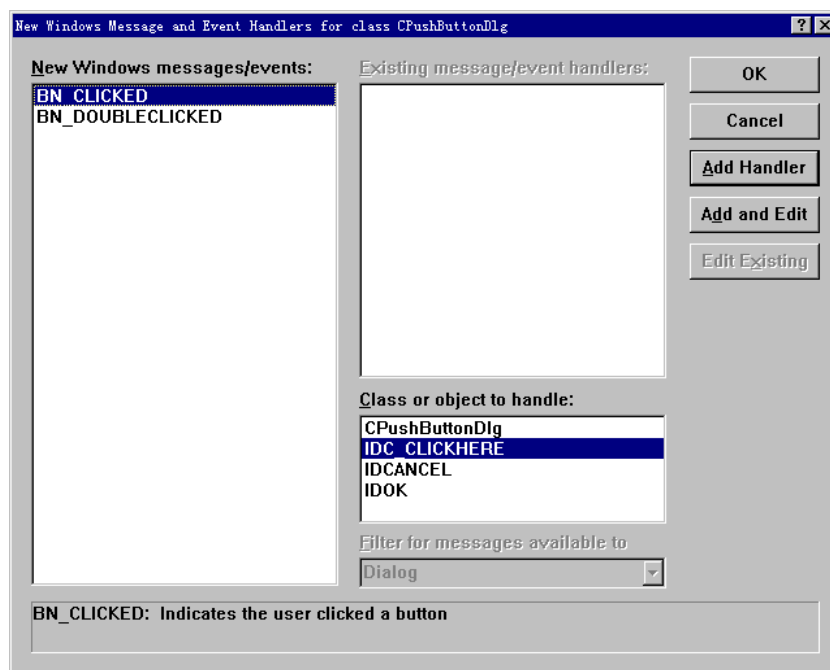 New Windows Message and Event Handlers for class CPushButtonDlg
New Windows messages/events:
BN_CLICKED
BN_DOUBLECLICKED
Existing message/event handlers:
Class or object to handle:
CPushButtonDlg
IDC_CLICKHERE
IDCANCEL
IDOK
Filter for messages available to
Dialog
OK
Cancel
Add Handler
Add and Edit
Edit Existing
BN_CLICKED: Indicates the user clicked a button